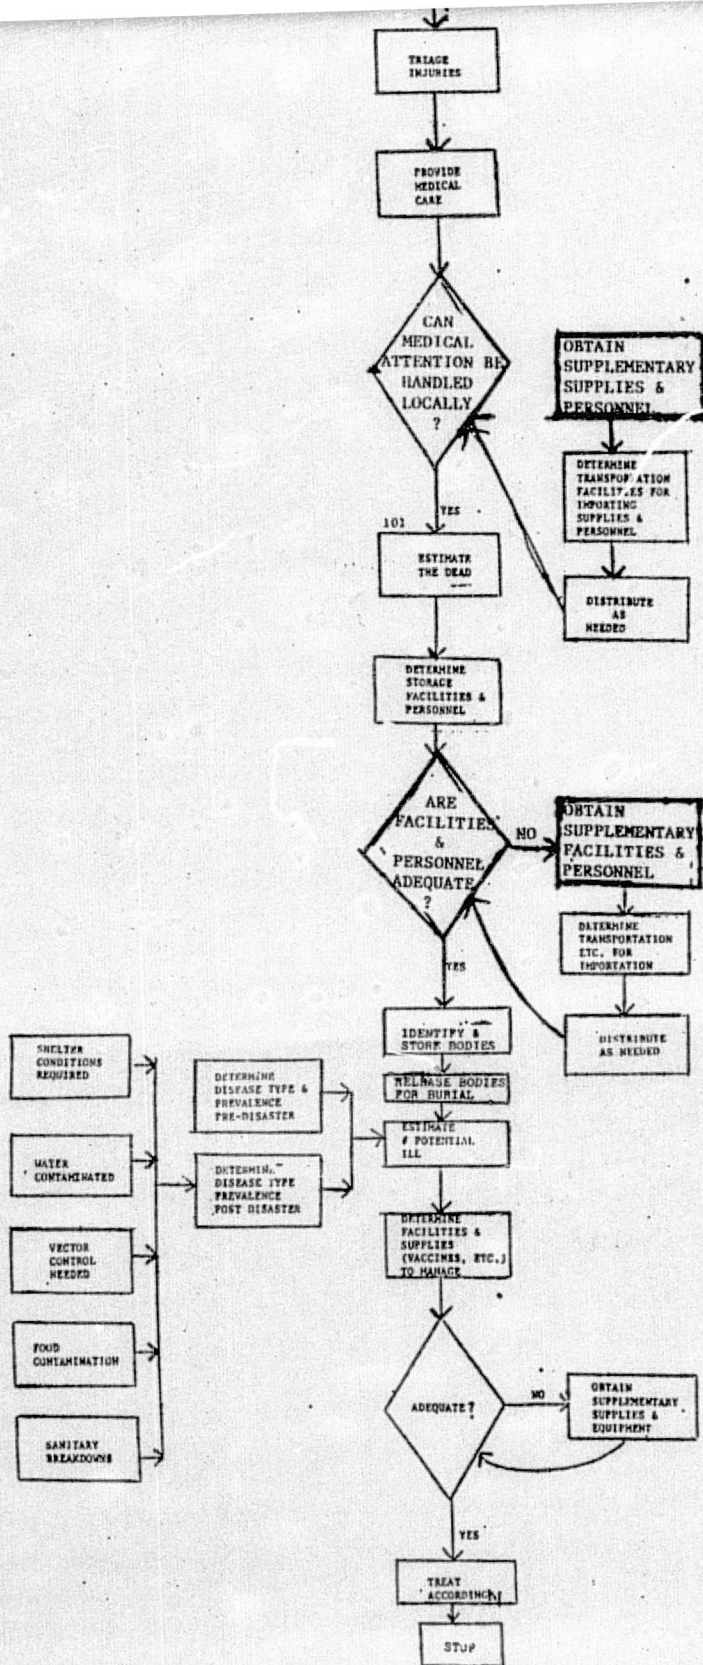 TRIAGE
INJURIES
PROVIDE
MEDICAL
CARE
CAN
MEDICAL
ATTENTION BE
HANDLED
LOCALLY
?
OBTAIN
SUPPLEMENTARY
SUPPLIES &
PERSONNEL
DETERMINE
TRANSPORTATION
FACILITIES FOR
IMPORTING
SUPPLIES &
PERSONNEL
DISTRIBUTE
AS
NEEDED
YES
101
ESTIMATE
THE DEAD
DETERMINE
STORAGE
FACILITIES &
PERSONNEL
ARE
FACILITIES
&
PERSONNEL
ADEQUATE
?
NO
OBTAIN
SUPPLEMENTARY
FACILITIES &
PERSONNEL
DETERMINE
TRANSPORTATION
ETC. FOR
IMPORTATION
DISTRIBUTE
AS NEEDED
YES
IDENTIFY &
STORE BODIES
RELEASE BODIES
FOR BURIAL
ESTIMATE
# POTENTIAL
ILL
SHELTER
CONDITIONS
REQUIRED
WATER
CONTAMINATED
VECTOR
CONTROL
NEEDED
FOOD
CONTAMINATION
SANITARY
BREAKDOWNS
DETERMINE
DISEASE TYPE &
PREVALENCE
PRE-DISASTER
DETERMINE
DISEASE TYPE
PREVALENCE
POST DISASTER
DETERMINE
FACILITIES &
SUPPLIES
(VACCINES, ETC.)
TO MANAGE
ADEQUATE?
NO
OBTAIN
SUPPLEMENTARY
SUPPLIES &
EQUIPMENT
YES
TREAT
ACCORDINGLY
STOP